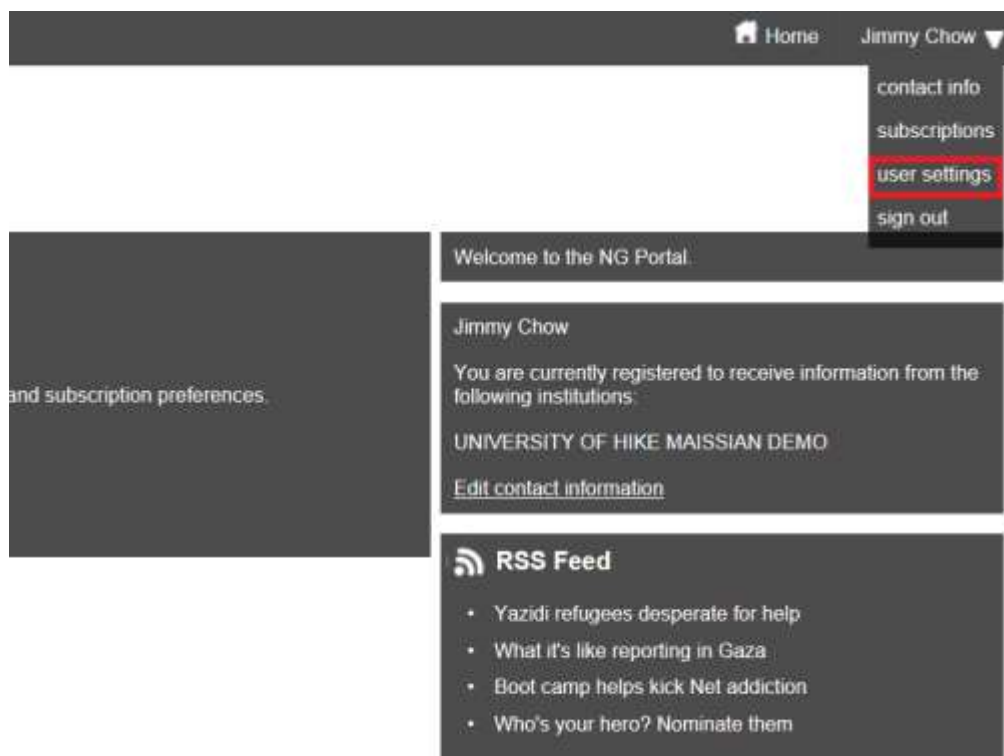 Home
Jimmy Chow
contact info
subscriptions
user settings
sign out
and subscription preferences.
Welcome to the NG Portal.
Jimmy Chow
You are currently registered to receive information from the
following institutions:
UNIVERSITY OF HIKE MAISSIAN DEMO
Edit contact information
RSS Feed
• Yazidi refugees desperate for help
• What it's like reporting in Gaza
• Boot camp helps kick Net addiction
• Who's your hero? Nominate them